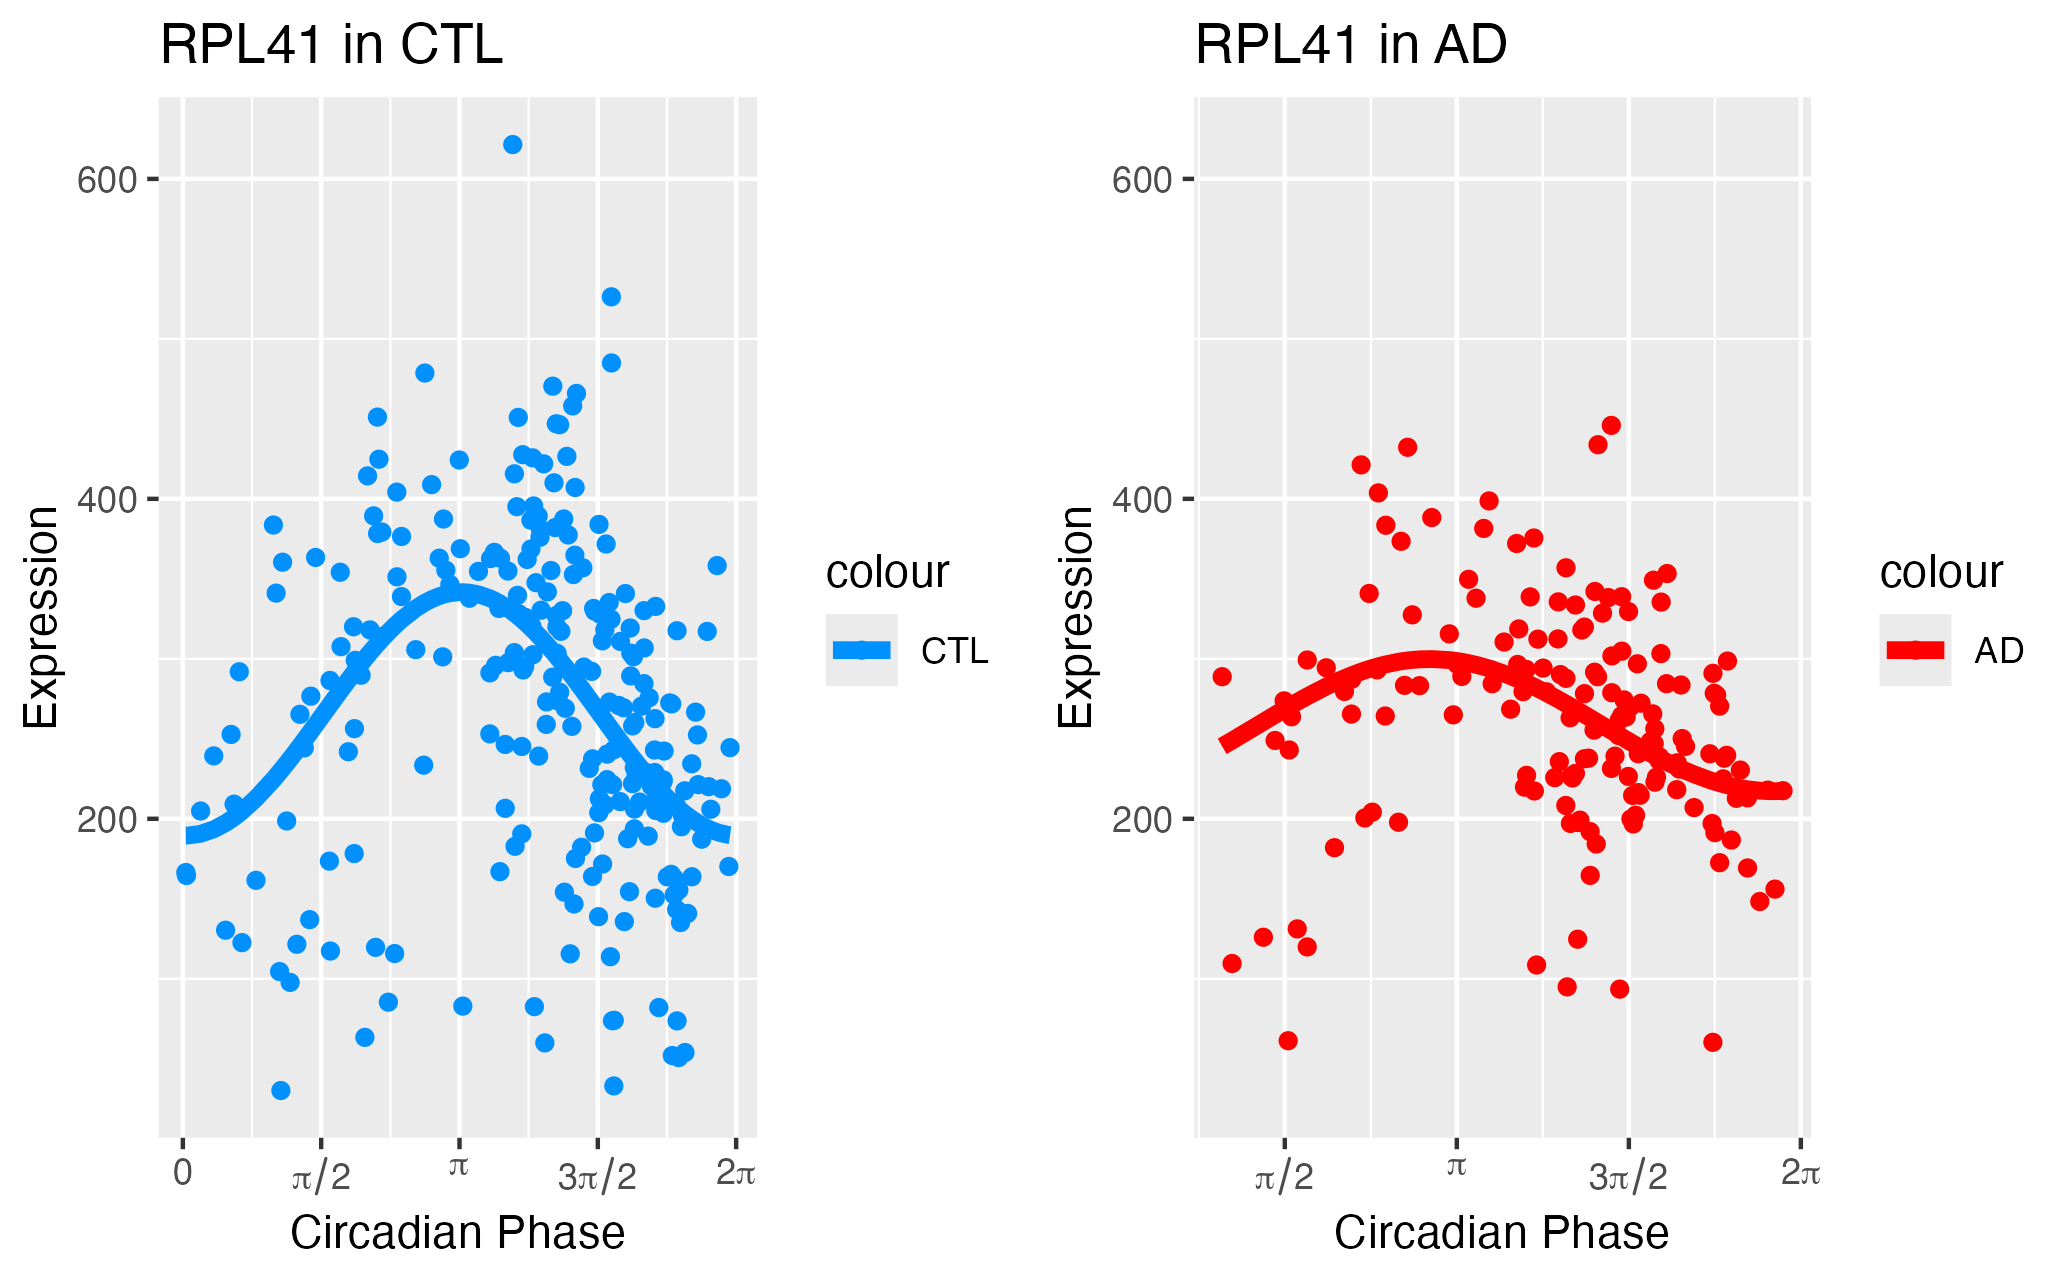 RPL41 in CTL
Expression
600
400
200
0
π/2
π
3π/2
2π
Circadian Phase
colour
CTL
RPL41 in AD
Expression
600
400
200
π/2
π
3π/2
2π
Circadian Phase
colour
AD